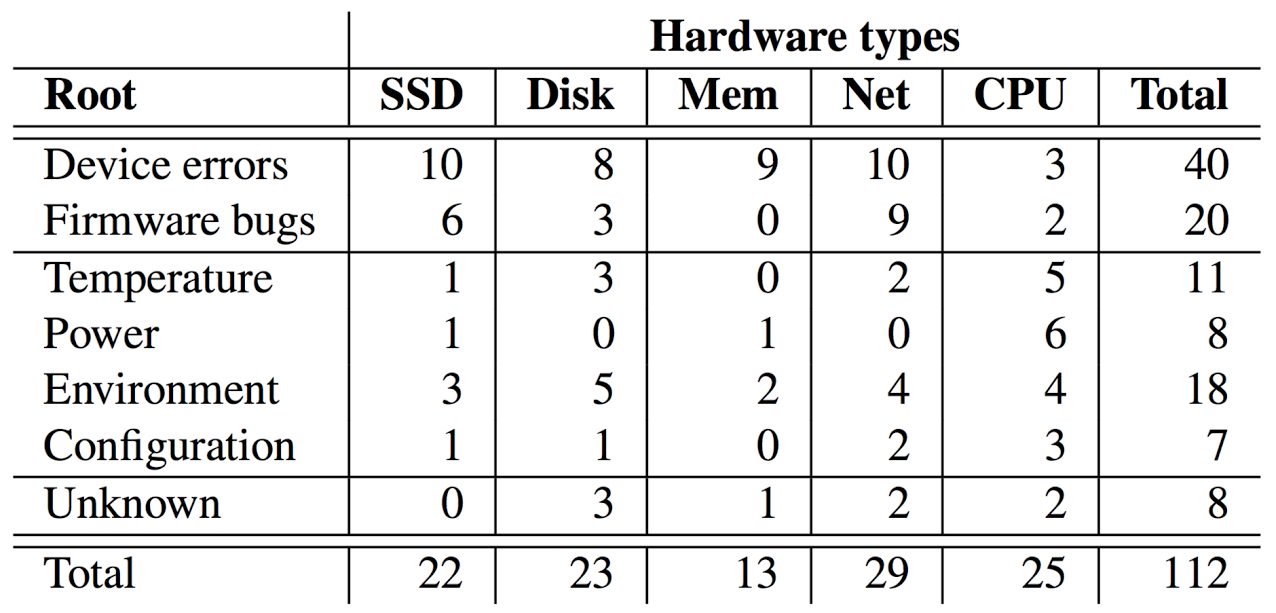 Hardware types
Root SSD Disk Mem Net CPU Total
Device errors 10 8 9 10 3 40
Firmware bugs 6 3 0 9 2 20
Temperature 1 3 0 2 5 11
Power 1 0 1 0 6 8
Environment 3 5 2 4 4 18
Configuration 1 1 0 2 3 7
Unknown 0 3 1 2 2 8
Total 22 23 13 29 25 112